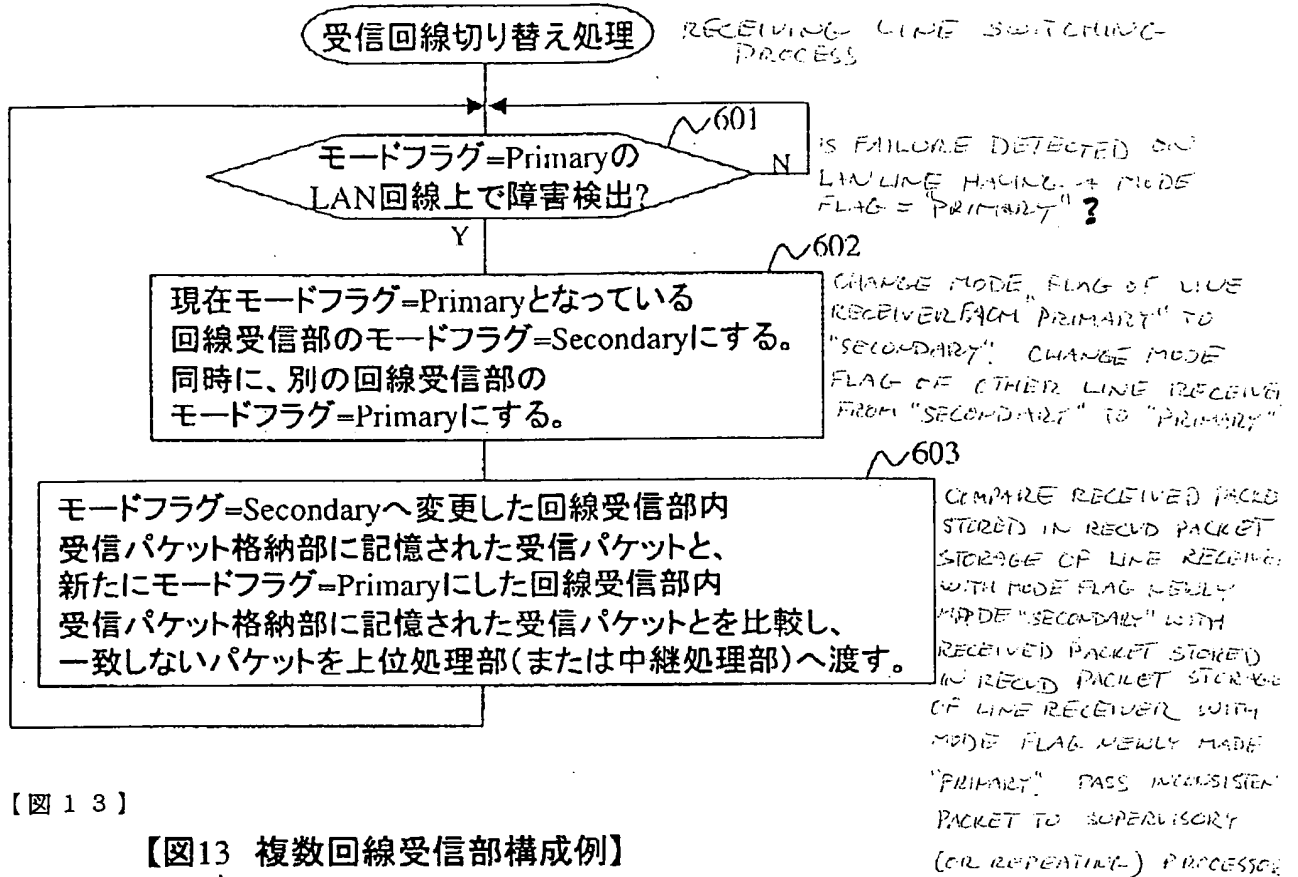 受信回線切り替え処理
RECEIVING LINE SWITCHING
PROCESS
601
モードフラグ=Primaryの
LAN回線上で障害検出?
N
Y
IS FAILURE DETECTED ON
LAN LINE HAVING A MODE
FLAG = "PRIMARY" ?
602
現在モードフラグ=Primaryとなっている
回線受信部のモードフラグ=Secondaryにする。
同時に、別の回線受信部の
モードフラグ=Primaryにする。
CHANGE MODE FLAG OF LINE
RECEIVER FROM "PRIMARY" TO
"SECONDARY". CHANGE MODE
FLAG OF OTHER LINE RECEIVE
FROM "SECONDARY" TO "PRIMARY"
603
モードフラグ=Secondaryへ変更した回線受信部内
受信パケット格納部に記憶された受信パケットと、
新たにモードフラグ=Primaryにした回線受信部内
受信パケット格納部に記憶された受信パケットとを比較し、
一致しないパケットを上位処理部(または中継処理部)へ渡す。
COMPARE RECEIVED
STORED IN RECVD PACKET
STORAGE OF LINE RECEIVE
WITH MODE FLAG NEWLY
MADE "SECONDARY" WITH
RECEIVED PACKET STORED
IN RECVD PACKET STORAGE
OF LINE RECEIVER WITH
MODE FLAG NEWLY MADE
"PRIMARY". PASS INCONSISTEN
PACKET TO SUPERVISORY
(OR REPEATING) PROCESSOR
【図13】
【図13 複数回線受信部構成例】